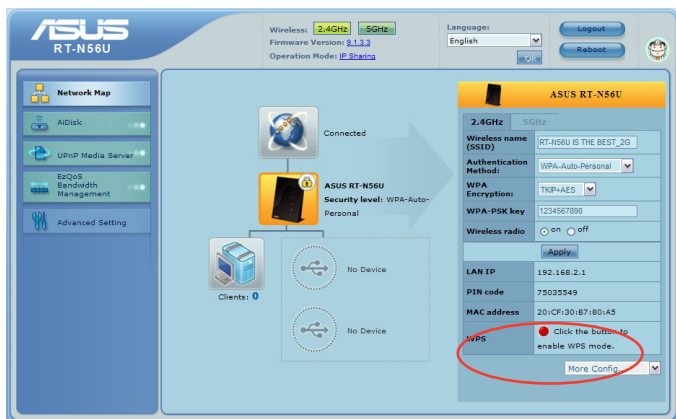 ASUS
RT-N56U
Wireless: 2.4GHz 5GHz
Firmware Version: 8.1.3.3
Operation Mode: IP Sharing
Language:
English
OK
Logout
Reboot
Network Map
AiDisk
UPnP Media Server
EzQoS
Bandwidth
Management
Advanced Setting
Connected
ASUS RT-N56U
Security level: WPA-Auto-
Personal
Clients: 0
No Device
No Device
ASUS RT-N56U
2.4GHz 5GHz
Wireless name
(SSID)
RT-N56U IS THE BEST_2G
Authentication
Method:
WPA-Auto-Personal
WPA
Encryption:
TKIP+AES
WPA-PSK key
1234567890
Wireless radio
on off
Apply
LAN IP
192.168.2.1
PIN code
75035549
MAC address
20:CF:30:B7:80:A5
WPS
Click the button to
enable WPS mode.
More Config...